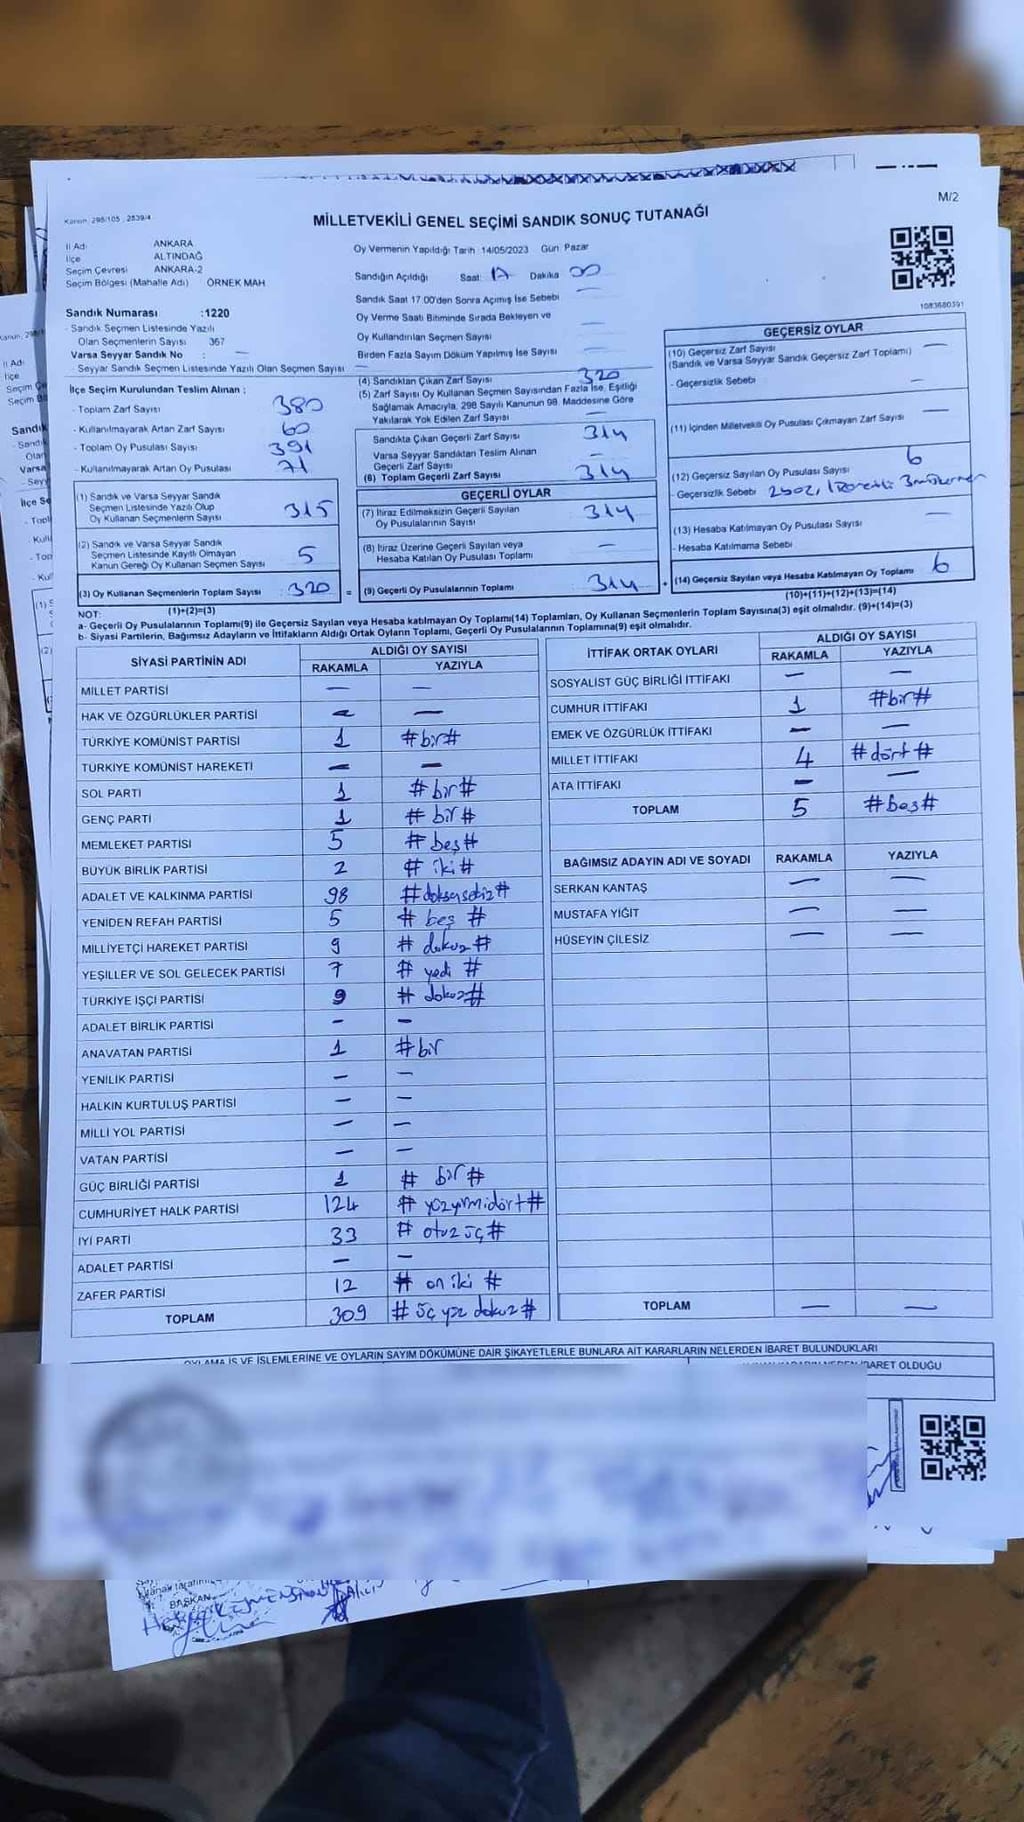 M/2
Kanun: 298/105 , 2839/4
MİLLETVEKİLİ GENEL SEÇİMİ SANDIK SONUÇ TUTANAĞI
İl Adı ANKARA
İlçe ALTINDAĞ
Seçim Çevresi ANKARA-2
Seçim Bölgesi (Mahalle Adı) ÖRNEK MAH
Sandık Numarası :1220
- Sandık Seçmen Listesinde Yazılı
Olan Seçmenlerin Sayısı 367
Varsa Seyyar Sandık No : —
- Seyyar Sandık Seçmen Listesinde Yazılı Olan Seçmen Sayısı —
Oy Vermenin Yapıldığı Tarih 14/05/2023 Gün: Pazar
Sandığın Açıldığı Saat: 17 Dakika 00
Sandık Saat 17.00'den Sonra Açılmış İse Sebebi —
Oy Verme Saati Bitiminde Sırada Bekleyen ve
Oy Kullandırılan Seçmen Sayısı —
Birden Fazla Sayım Döküm Yapılmış İse Sayısı —
1083680391
İlçe Seçim Kurulundan Teslim Alınan :
- Toplam Zarf Sayısı 380
- Kullanılmayarak Artan Zarf Sayısı 60
- Toplam Oy Pusulası Sayısı 391
- Kullanılmayarak Artan Oy Pusulası 71
(1) Sandık ve Varsa Seyyar Sandık
Seçmen Listesinde Yazılı Olup
Oy Kullanan Seçmenlerin Sayısı 315
(2) Sandık ve Varsa Seyyar Sandık
Seçmen Listesinde Kayıtlı Olmayan
Kanun Gereği Oy Kullanan Seçmen Sayısı 5
(3) Oy Kullanan Seçmenlerin Toplam Sayısı 320
(1)+(2)=(3)
(4) Sandıktan Çıkan Zarf Sayısı 320
(5) Zarf Sayısı Oy Kullanan Seçmen Sayısından Fazla İse, Eşitliği
Sağlamak Amacıyla, 298 Sayılı Kanunun 98. Maddesine Göre
Yakılarak Yok Edilen Zarf Sayısı —
Sandıkta Çıkan Geçerli Zarf Sayısı 314
Varsa Seyyar Sandıktan Teslim Alınan
Geçerli Zarf Sayısı —
(6) Toplam Geçerli Zarf Sayısı 314
GEÇERLİ OYLAR
(7) İtiraz Edilmeksizin Geçerli Sayılan
Oy Pusulalarının Sayısı 314
(8) İtiraz Üzerine Geçerli Sayılan veya
Hesaba Katılan Oy Pusulası Toplamı —
= (9) Geçerli Oy Pusulalarının Toplamı 314
GEÇERSİZ OYLAR
(10) Geçersiz Zarf Sayısı —
(Sandık ve Varsa Seyyar Sandık Geçersiz Zarf Toplamı)
- Geçersizlik Sebebi —
(11) İçinden Milletvekili Oy Pusulası Çıkmayan Zarf Sayısı —
(12) Geçersiz Sayılan Oy Pusulası Sayısı 6
- Geçersizlik Sebebi
(13) Hesaba Katılmayan Oy Pusulası Sayısı —
- Hesaba Katılmama Sebebi
+ (14) Geçersiz Sayılan veya Hesaba Katılmayan Oy Toplamı 6
(10)+(11)+(12)+(13)=(14)
NOT:
a- Geçerli Oy Pusulalarının Toplamı(9) ile Geçersiz Sayılan veya Hesaba katılmayan Oy Toplamı(14) Toplamları, Oy Kullanan Seçmenlerin Toplam Sayısına(3) eşit olmalıdır. (9)+(14)=(3)
b- Siyasi Partilerin, Bağımsız Adayların ve İttifakların Aldığı Ortak Oyların Toplamı, Geçerli Oy Pusulalarının Toplamına(9) eşit olmalıdır.
SİYASİ PARTİNİN ADI ALDIĞI OY SAYISI
RAKAMLA YAZIYLA
MİLLET PARTİSİ — —
HAK VE ÖZGÜRLÜKLER PARTİSİ — —
TÜRKİYE KOMÜNİST PARTİSİ 1 #bir#
TÜRKİYE KOMÜNİST HAREKETİ — —
SOL PARTİ 1 #bir#
GENÇ PARTİ 1 #bir#
MEMLEKET PARTİSİ 5 #beş#
BÜYÜK BİRLİK PARTİSİ 2 #iki#
ADALET VE KALKINMA PARTİSİ 98 #doksansekiz#
YENİDEN REFAH PARTİSİ 5 #beş#
MİLLİYETÇİ HAREKET PARTİSİ 9 #dokuz#
YEŞİLLER VE SOL GELECEK PARTİSİ 7 #yedi#
TÜRKİYE İŞÇİ PARTİSİ 9 #dokuz#
ADALET BİRLİK PARTİSİ — —
ANAVATAN PARTİSİ 1 #bir
YENİLİK PARTİSİ — —
HALKIN KURTULUŞ PARTİSİ — —
MİLLİ YOL PARTİSİ — —
VATAN PARTİSİ — —
GÜÇ BİRLİĞİ PARTİSİ 1 #bir#
CUMHURİYET HALK PARTİSİ 124 #yüzyirmidört#
İYİ PARTİ 33 #otuz üç#
ADALET PARTİSİ — —
ZAFER PARTİSİ 12 #on iki#
TOPLAM 309 #üç yüz dokuz#
İTTİFAK ORTAK OYLARI ALDIĞI OY SAYISI
RAKAMLA YAZIYLA
SOSYALİST GÜÇ BİRLİĞİ İTTİFAKI — —
CUMHUR İTTİFAKI 1 #bir#
EMEK VE ÖZGÜRLÜK İTTİFAKI — —
MİLLET İTTİFAKI 4 #dört#
ATA İTTİFAKI — —
TOPLAM 5 #beş#
BAĞIMSIZ ADAYIN ADI VE SOYADI RAKAMLA YAZIYLA
SERKAN KANTAŞ — —
MUSTAFA YİĞİT — —
HÜSEYİN ÇİLESİZ — —
TOPLAM — —
OYLAMA İŞ VE İŞLEMLERİNE VE OYLARIN SAYIM DÖKÜMÜNE DAİR ŞİKAYETLERLE BUNLARA AİT KARARLARIN NELERDEN İBARET BULUNDUKLARI
İBARET OLDUĞU
BAŞKAN